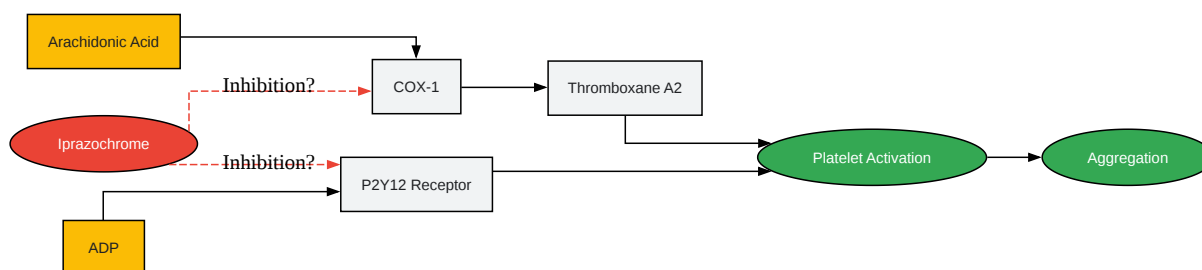 Arachidonic Acid
Inhibition?
COX-1
Thromboxane A2
Iprazochrome
Inhibition?
P2Y12 Receptor
Platelet Activation
Aggregation
ADP